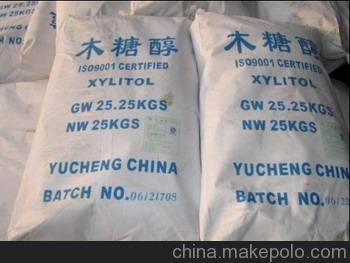 木糖醇
ISO9001 CERTIFIED
XYLITOL
GW 25.25KGS
NW 25KGS
YUCHENG CHINA
BATCH NO. 06121708
木糖醇
ISO9001 CERTIFIED
XYLITOL
GW 25.25KGS
NW 25KGS
YUCHENG CHINA
BATCH NO.
china.makepolo.com